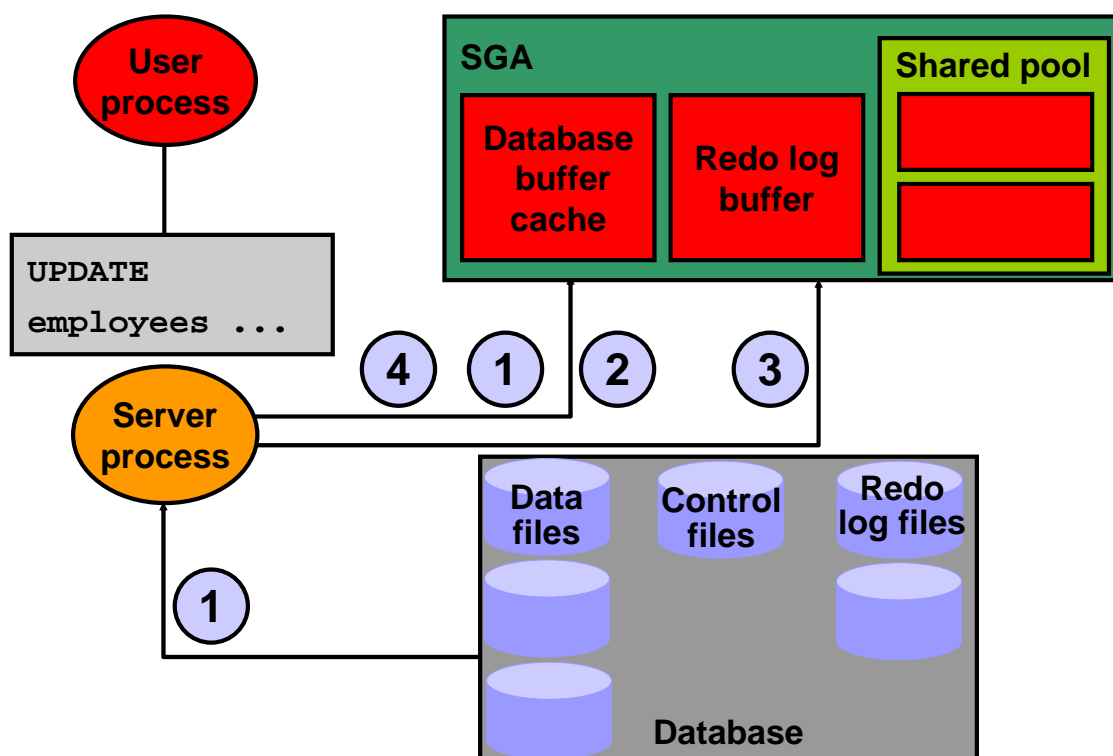 User
process
SGA
Shared pool
Database
buffer
cache
Redo log
buffer
UPDATE
employees ...
4
1
2
3
Server
process
Data
files
Control
files
Redo
log files
1
Database